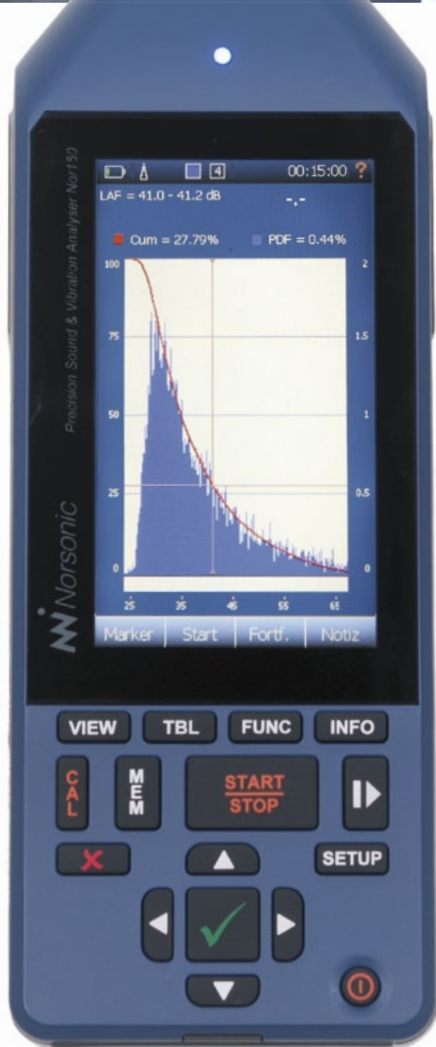 Precision Sound & Vibration Analyser Nor150
Norsonic
4 00:15:00 ?
LAF = 41.0 - 41.2 dB -.-
Cum = 27.79% PDF = 0.44%
100 2
75 1.5
50 1
25 0.5
0 0
25 35 45 55 65
Marker Start Fortf. Notiz
VIEW TBL FUNC INFO
CAL MEM START STOP
SETUP